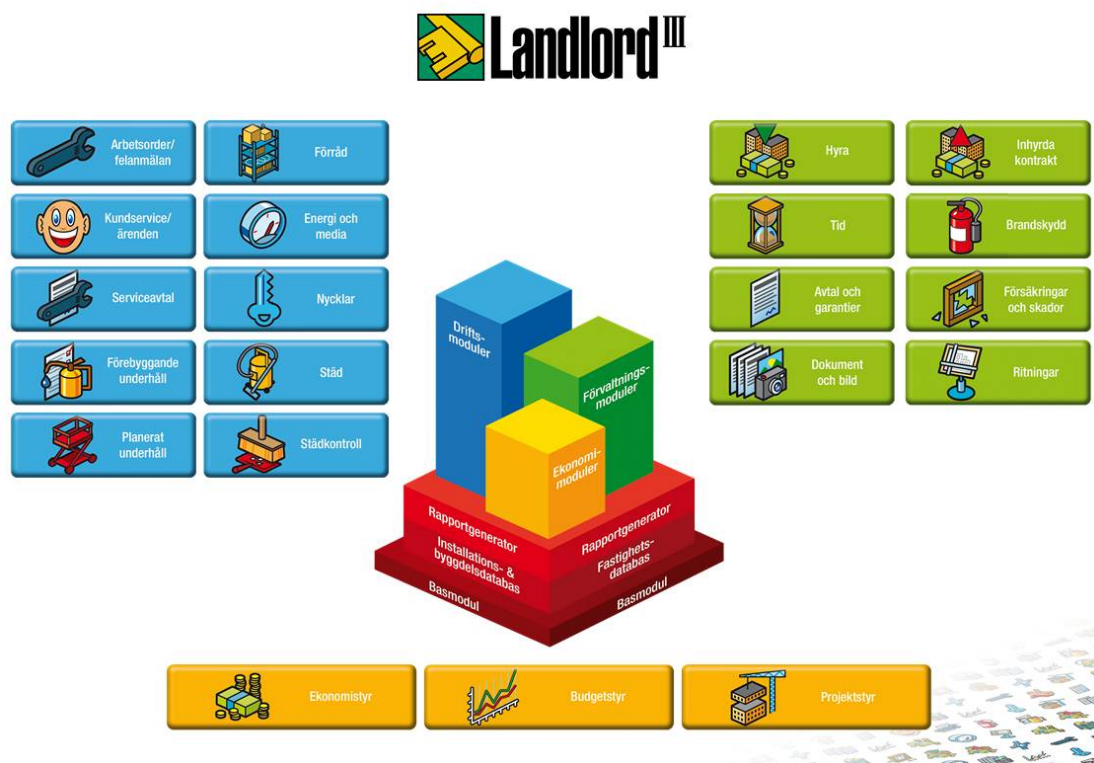 Landlord III
Arbetsorder/
felanmälan
Förråd
Kundservice/
ärenden
Energi och
media
Serviceavtal
Nycklar
Förebyggande
underhåll
Städ
Planerat
underhåll
Städkontroll
Hyra
Inhyrda
kontrakt
Tid
Brandskydd
Avtal och
garantier
Försäkringar
och skador
Dokument
och bild
Ritningar
Drifts-
moduler
Förvaltnings-
moduler
Ekonomi-
moduler
Rapportgenerator
Installations- &
byggdelsdatabas
Basmodul
Rapportgenerator
Fastighets-
databas
Basmodul
Ekonomistyr
Budgetstyr
Projektstyr